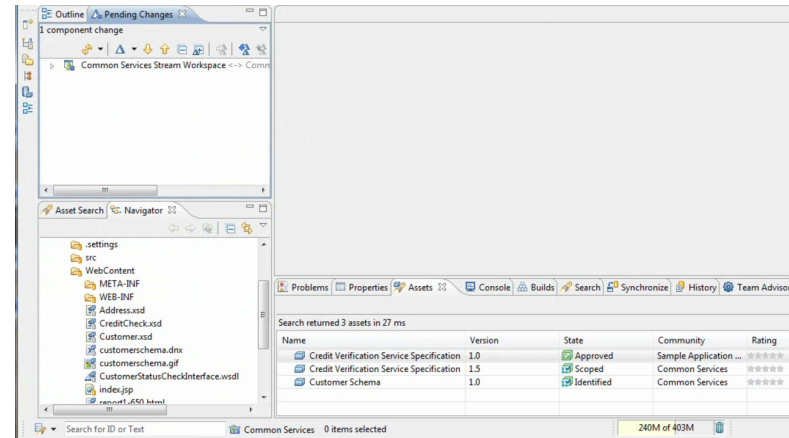 Outline Pending Changes
1 component change
Common Services Stream Workspace <-> Comm
Asset Search Navigator
.settings
src
WebContent
META-INF
WEB-INF
Address.xsd
CreditCheck.xsd
Customer.xsd
customerschema.dnx
customerschema.gif
CustomerStatusCheckInterface.wsdl
index.jsp
report1-650.html
Problems Properties Assets Console Builds Search Synchronize History Team Advisor
Search returned 3 assets in 27 ms
Name Version State Community Rating
Credit Verification Service Specification 1.0 Approved Sample Application ...
Credit Verification Service Specification 1.5 Scoped Common Services
Customer Schema 1.0 Identified Common Services
Search for ID or Text Common Services 0 items selected 240M of 403M